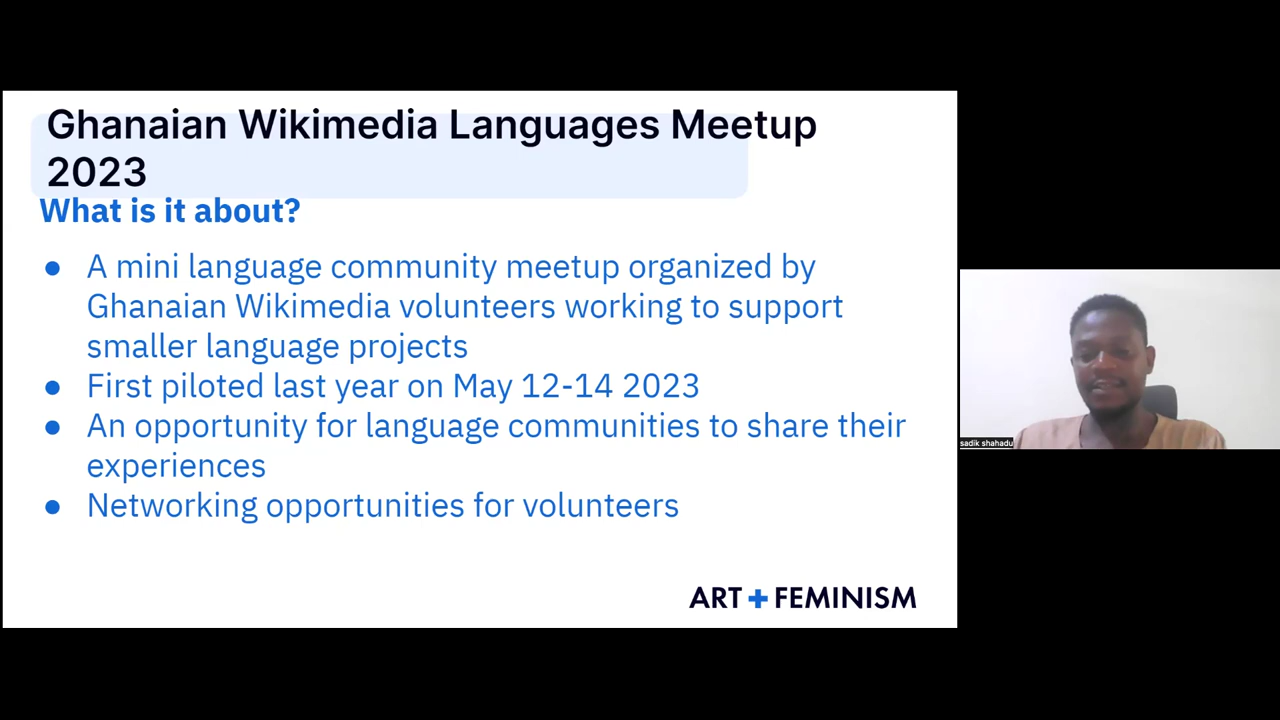 Ghanaian Wikimedia Languages Meetup
2023
What is it about?
● A mini language community meetup organized by
Ghanaian Wikimedia volunteers working to support
smaller language projects
● First piloted last year on May 12-14 2023
● An opportunity for language communities to share their
experiences
● Networking opportunities for volunteers
ART + FEMINISM
sadik shahadu